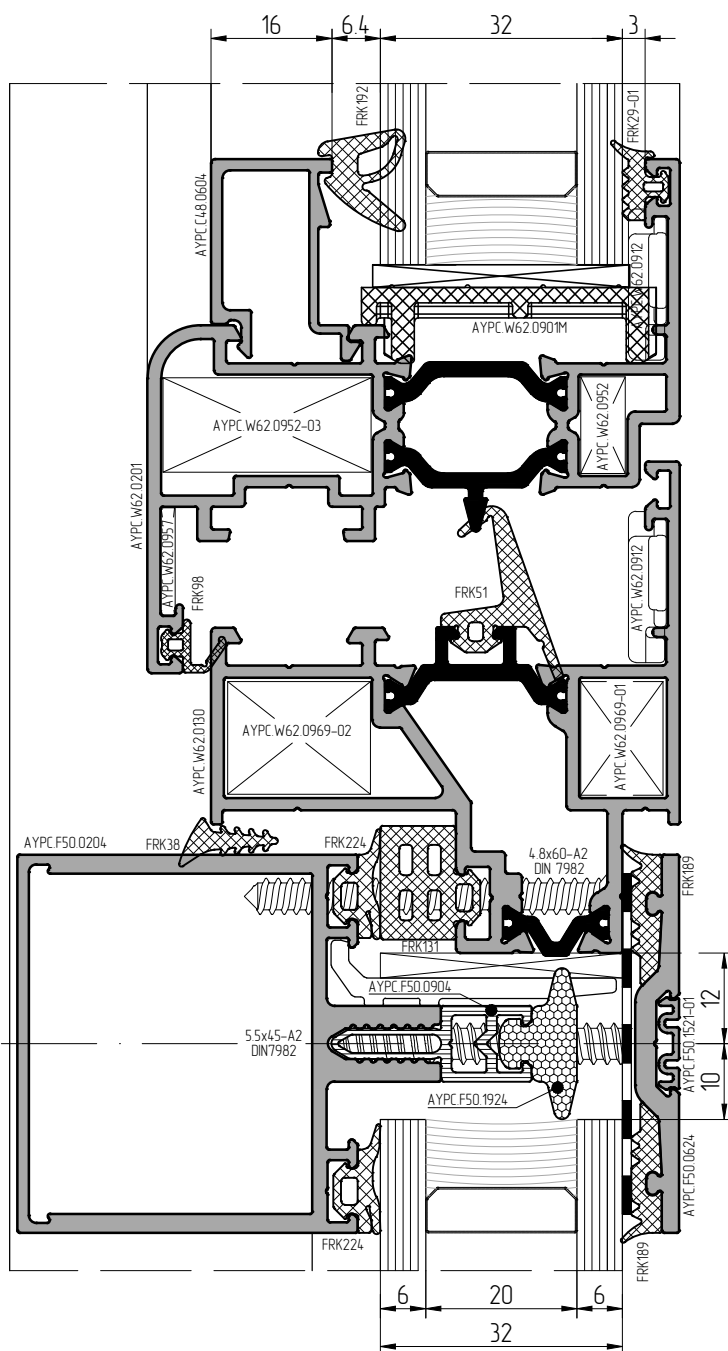 16
6.4
32
3
FRK192
FRK29-01
AYPC.C48.0604
AYPC.W62.0912
AYPC.W62.0901M
AYPC.W62.0952-03
AYPC.W62.0952
AYPC.W62.0201
AYPC.W62.0957
FRK98
FRK51
AYPC.W62.0912
AYPC.W62.0130
AYPC.W62.0969-02
AYPC.W62.0969-01
AYPC.F50.0204
FRK38
FRK224
4.8x60-A2
DIN 7982
FRK189
FRK131
AYPC.F50.0904
12
5.5x45-A2
DIN7982
AYPC.F50.1521-01
10
AYPC.F50.1924
AYPC.F50.0624
FRK224
FRK189
6
20
6
32